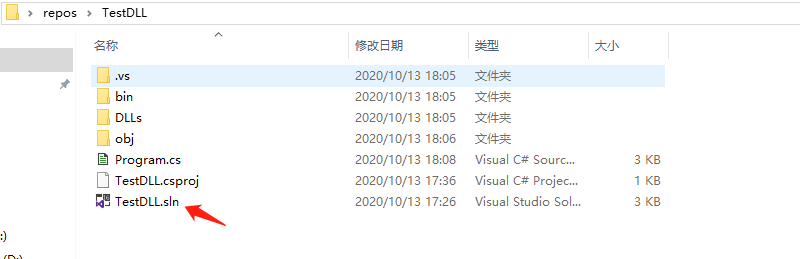 repos > TestDLL
名称 修改日期 类型 大小
.vs 2020/10/13 18:05 文件夹
bin 2020/10/13 18:05 文件夹
DLLs 2020/10/13 18:05 文件夹
obj 2020/10/13 18:06 文件夹
Program.cs 2020/10/13 18:08 Visual C# Sourc... 3 KB
TestDLL.csproj 2020/10/13 17:36 Visual C# Projec... 1 KB
TestDLL.sln 2020/10/13 17:26 Visual Studio Sol... 3 KB
:)
(D:)